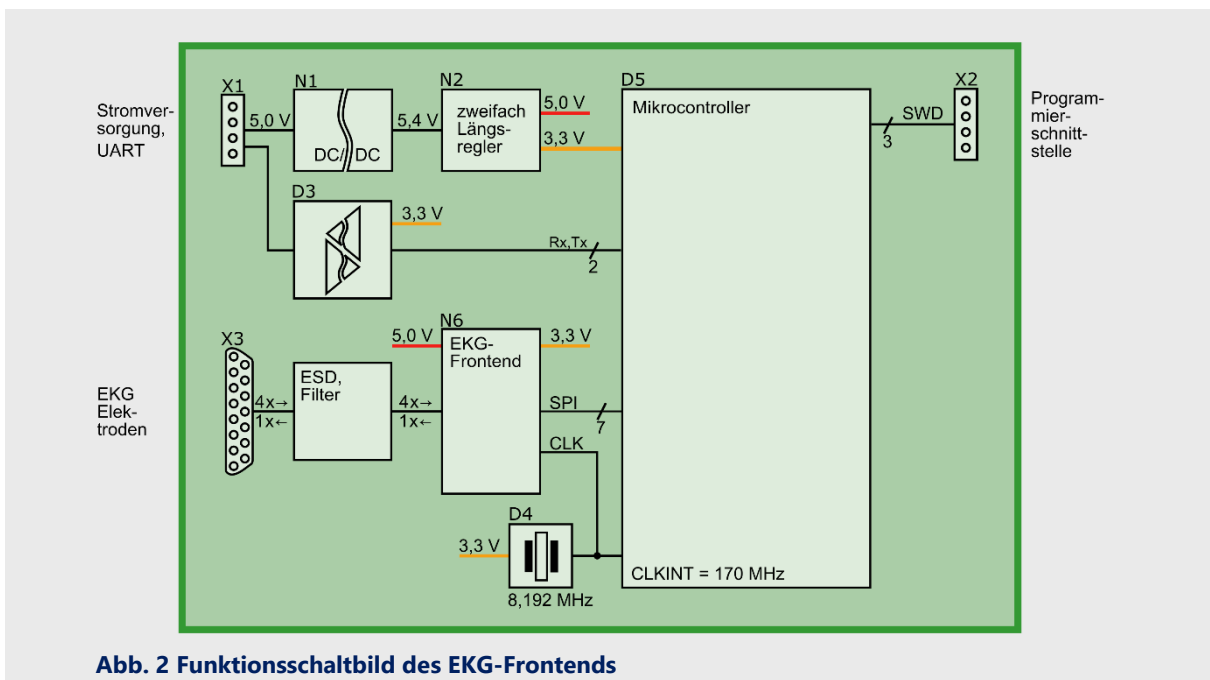 Stromver-
sorgung,
UART
X1
5,0 V
N1
DC/ DC
5,4 V
N2
zweifach
Längs-
regler
5,0 V
3,3 V
D5
Mikrocontroller
SWD
3
X2
Program-
mier-
schnitt-
stelle
D3
3,3 V
Rx,Tx
2
EKG
Elek-
troden
X3
4x→
1x←
ESD,
Filter
4x→
1x←
5,0 V
N6
EKG-
Frontend
3,3 V
SPI
7
CLK
D4
3,3 V
8,192 MHz
CLKINT = 170 MHz
Abb. 2 Funktionsschaltbild des EKG-Frontends